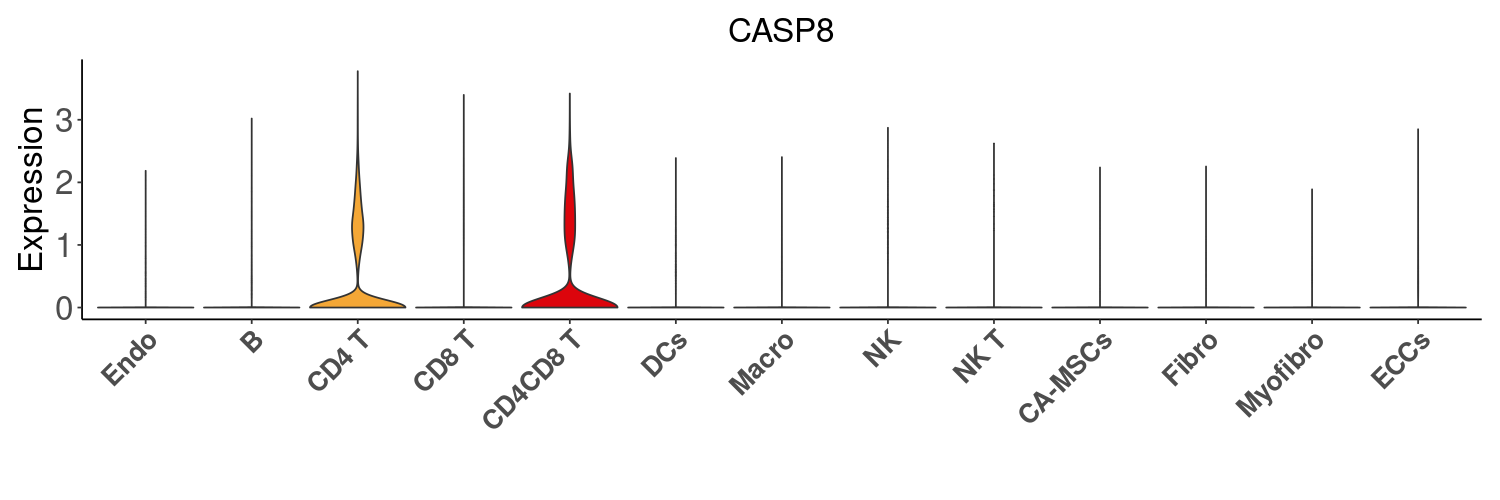 CASP8
Expression
3
2
1
0
Endo
B
CD4 T
CD8 T
CD4CD8 T
DCs
Macro
NK
NK T
CA-MSCs
Fibro
Myofibro
ECCs